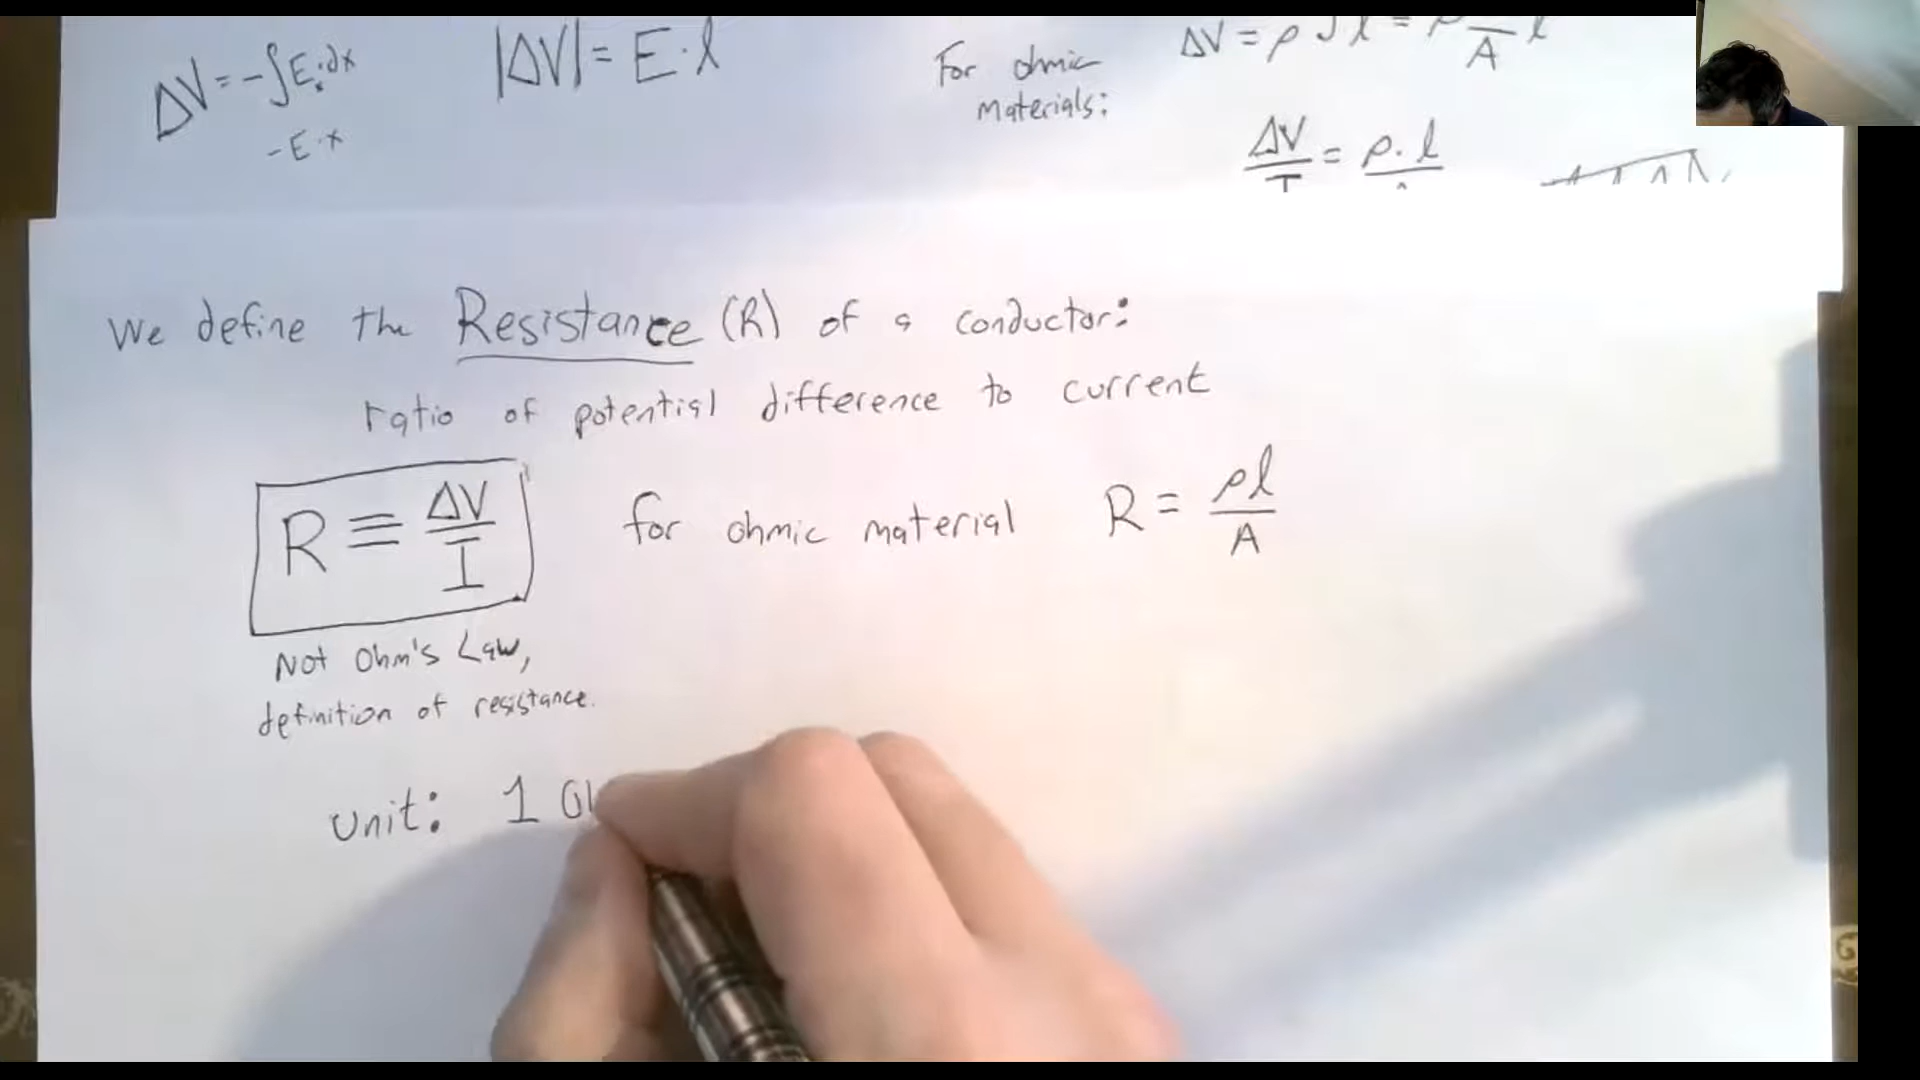 ΔV = -∫E·dx
-E·x
|ΔV| = E·l
For ohmic
materials:
ΔV = ρ J l = ρ — l
A
ΔV = ρ·l
I
We define the Resistance (R) of a conductor:
ratio of potential difference to current
R ≡ ΔV/I
for ohmic material R = ρl/A
Not Ohm's Law,
definition of resistance.
Unit: 1 Oh